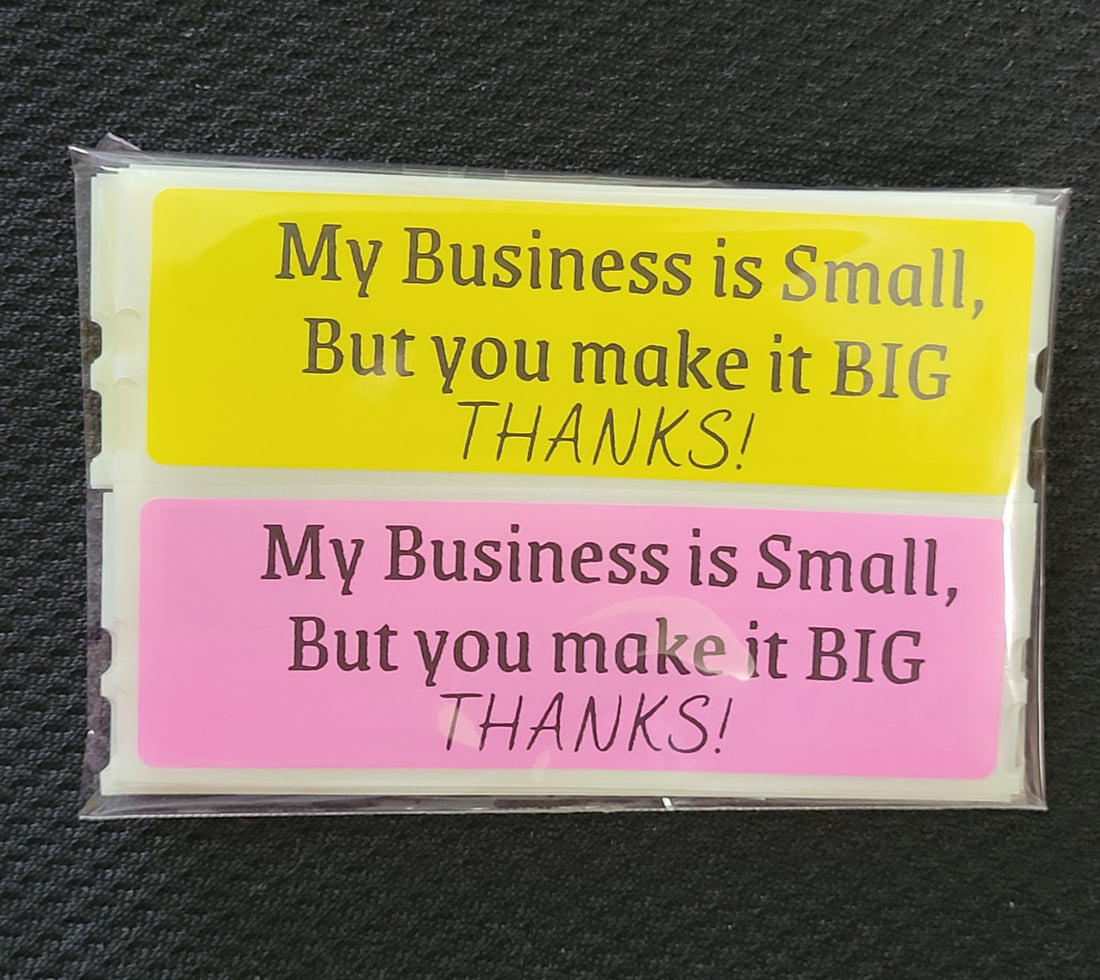 My Business is Small,
But you make it BIG
THANKS!
My Business is Small,
But you make it BIG
THANKS!